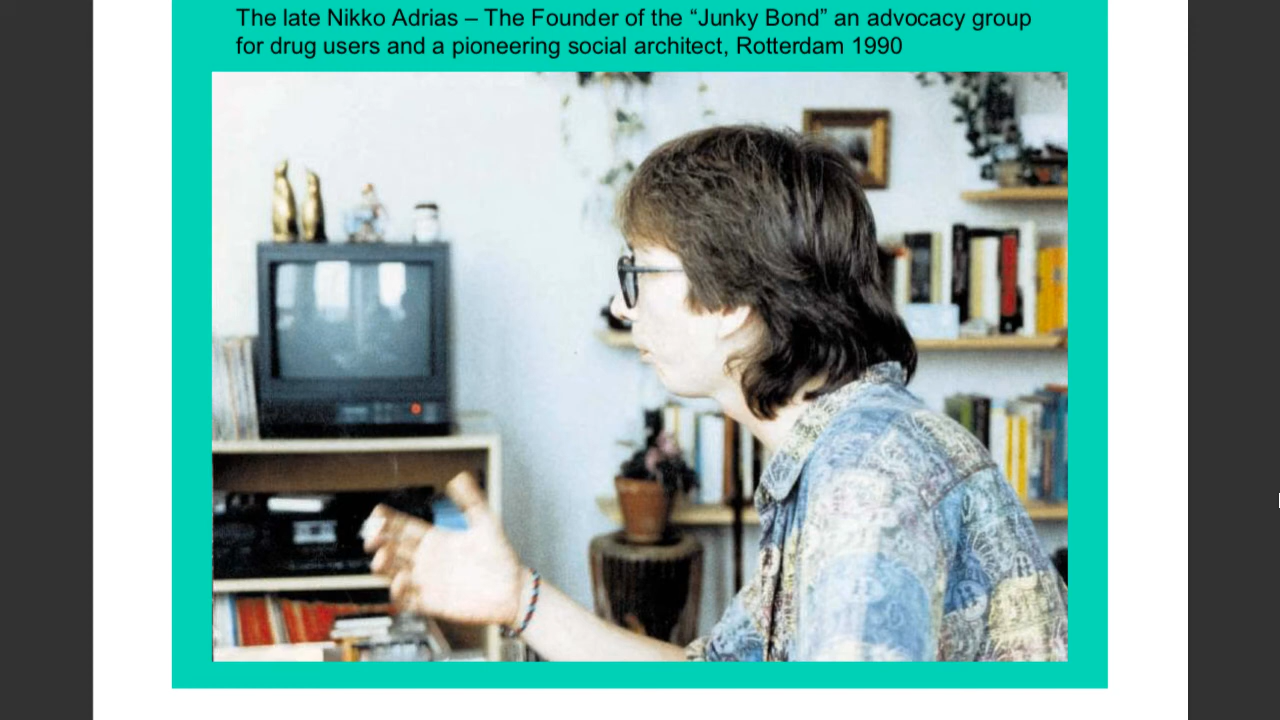 The late Nikko Adrias – The Founder of the “Junky Bond” an advocacy group
for drug users and a pioneering social architect, Rotterdam 1990